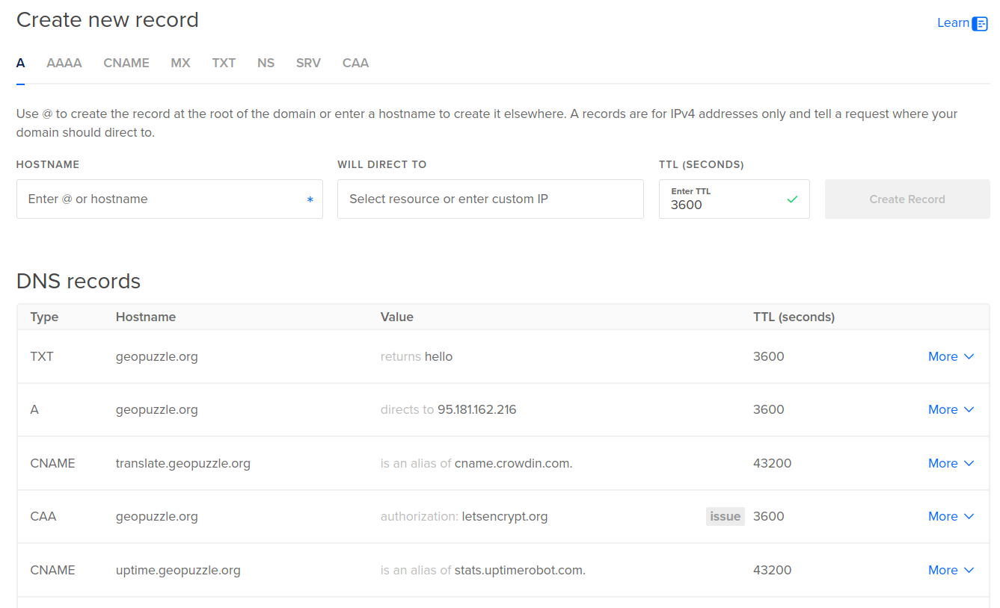 Create new record
Learn
A AAAA CNAME MX TXT NS SRV CAA
Use @ to create the record at the root of the domain or enter a hostname to create it elsewhere. A records are for IPv4 addresses only and tell a request where your
domain should direct to.
HOSTNAME WILL DIRECT TO TTL (SECONDS)
Enter @ or hostname * Select resource or enter custom IP Enter TTL 3600 Create Record
DNS records
Type Hostname Value TTL (seconds)
TXT geopuzzle.org returns hello 3600 More
A geopuzzle.org directs to 95.181.162.216 3600 More
CNAME translate.geopuzzle.org is an alias of cname.crowdin.com. 43200 More
CAA geopuzzle.org authorization: letsencrypt.org issue 3600 More
CNAME uptime.geopuzzle.org is an alias of stats.uptimerobot.com. 43200 More